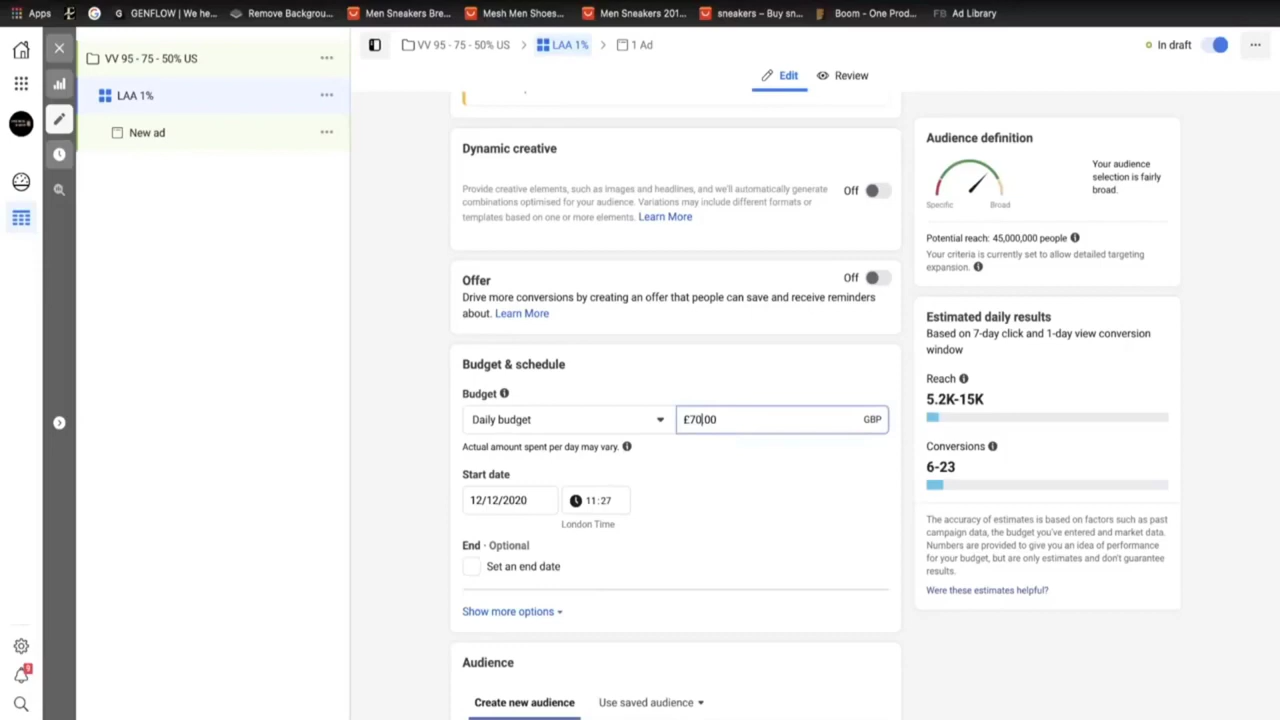 Apps
GENFLOW | We he...
Remove Backgrou...
Men Sneakers Bre...
Mesh Men Shoes...
Men Sneakers 201...
sneakers – Buy sn...
Boom - One Prod...
FB Ad Library
VV 95 - 75 - 50% US
LAA 1%
New ad
VV 95 - 75 - 50% US > LAA 1% > 1 Ad
In draft
Edit
Review
Dynamic creative
Provide creative elements, such as images and headlines, and we'll automatically generate
combinations optimised for your audience. Variations may include different formats or
templates based on one or more elements. Learn More
Off
Offer
Off
Drive more conversions by creating an offer that people can save and receive reminders
about. Learn More
Budget & schedule
Budget
Daily budget
£70.00
GBP
Actual amount spent per day may vary.
Start date
12/12/2020
11:27
London Time
End · Optional
Set an end date
Show more options
Audience
Create new audience
Use saved audience
Audience definition
Specific
Broad
Your audience
selection is fairly
broad.
Potential reach: 45,000,000 people
Your criteria is currently set to allow detailed targeting
expansion.
Estimated daily results
Based on 7-day click and 1-day view conversion
window
Reach
5.2K-15K
Conversions
6-23
The accuracy of estimates is based on factors such as past
campaign data, the budget you've entered and market data.
Numbers are provided to give you an idea of performance
for your budget, but are only estimates and don't guarantee
results.
Were these estimates helpful?